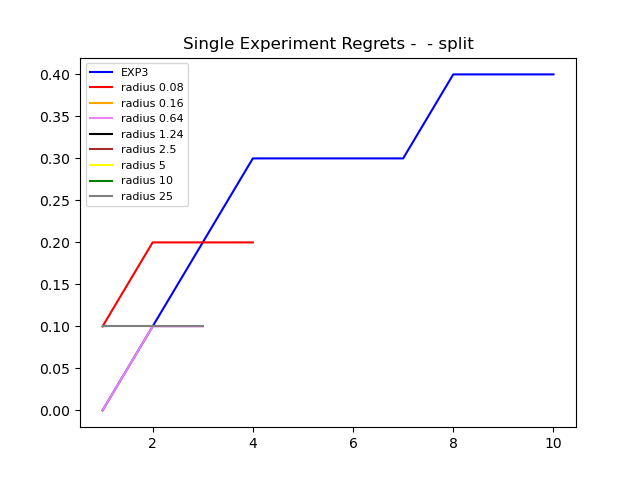 Single Experiment Regrets -  - split
EXP3
radius 0.08
radius 0.16
radius 0.64
radius 1.24
radius 2.5
radius 5
radius 10
radius 25
0.40
0.35
0.30
0.25
0.20
0.15
0.10
0.05
0.00
2 4 6 8 10